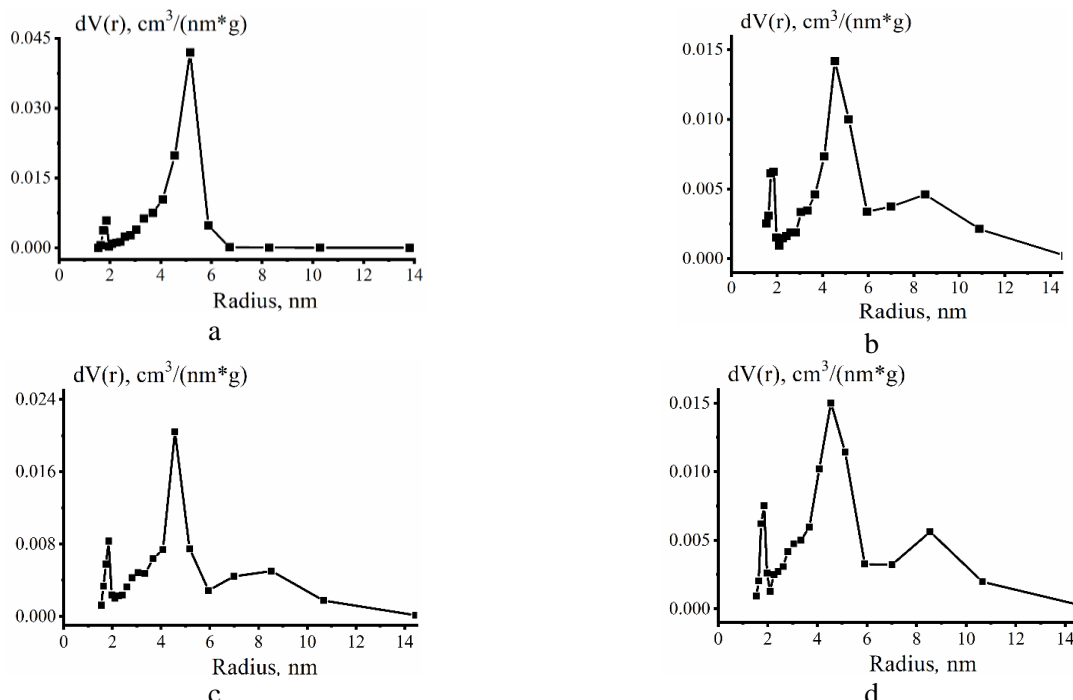 dV(r), cm³/(nm*g)
0.045
0.030
0.015
0.000
0 2 4 6 8 10 12 14
Radius, nm
a
dV(r), cm³/(nm*g)
0.015
0.010
0.005
0.000
0 2 4 6 8 10 12 14
Radius, nm
b
dV(r), cm³/(nm*g)
0.024
0.016
0.008
0.000
0 2 4 6 8 10 12 14
Radius, nm
c
dV(r), cm³/(nm*g)
0.015
0.010
0.005
0.000
0 2 4 6 8 10 12 14
Radius, nm
d